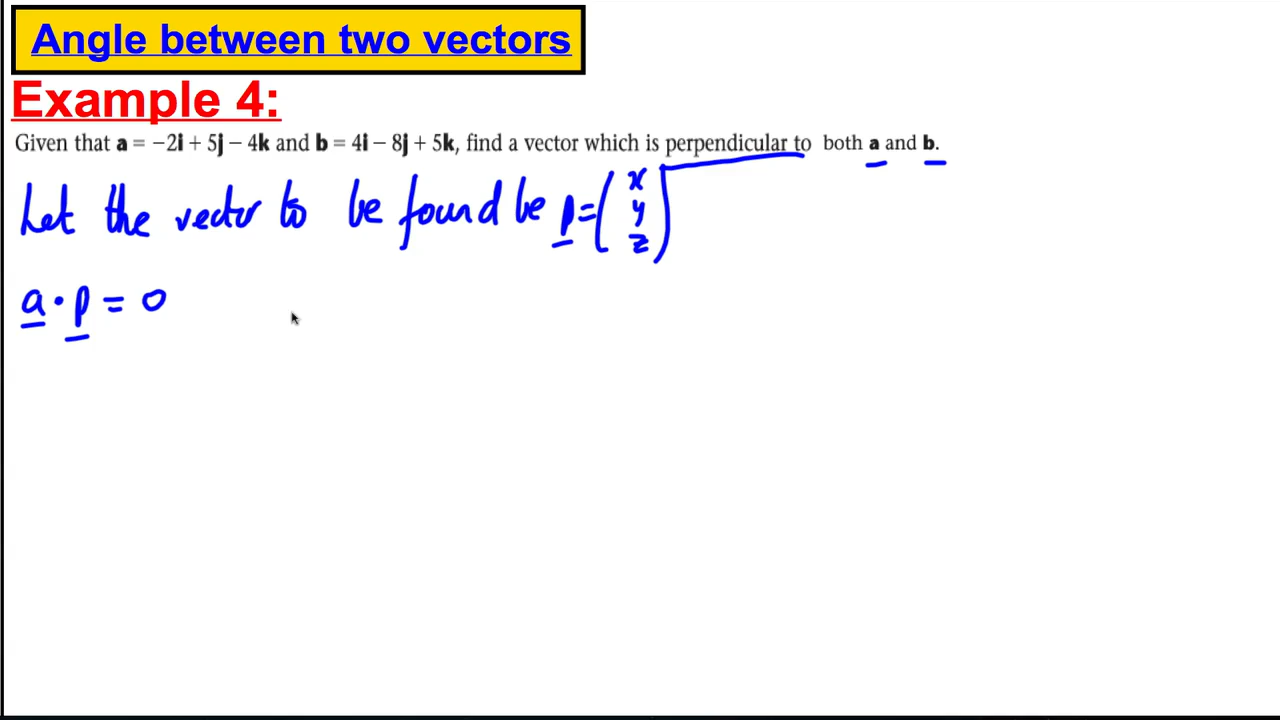 Angle between two vectors
Example 4:
Given that a = −2i + 5j − 4k and b = 4i − 8j + 5k, find a vector which is perpendicular to both a and b.
Let the vector to be found be p = (x
y
z)
a · p = 0